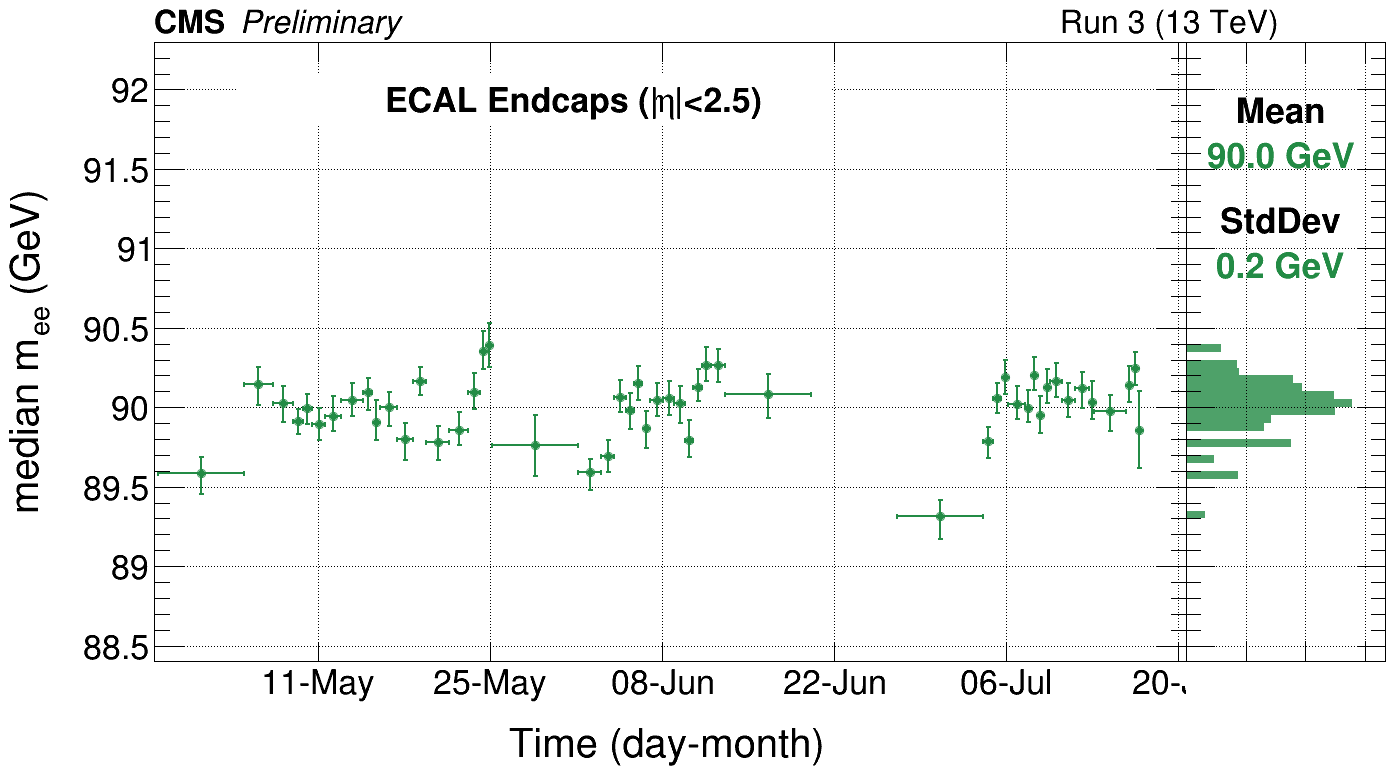 CMS Preliminary Run 3 (13 TeV)
ECAL Endcaps (|η|<2.5)
Mean
90.0 GeV
StdDev
0.2 GeV
median mee (GeV)
92
91.5
91
90.5
90
89.5
89
88.5
11-May 25-May 08-Jun 22-Jun 06-Jul 20-
Time (day-month)